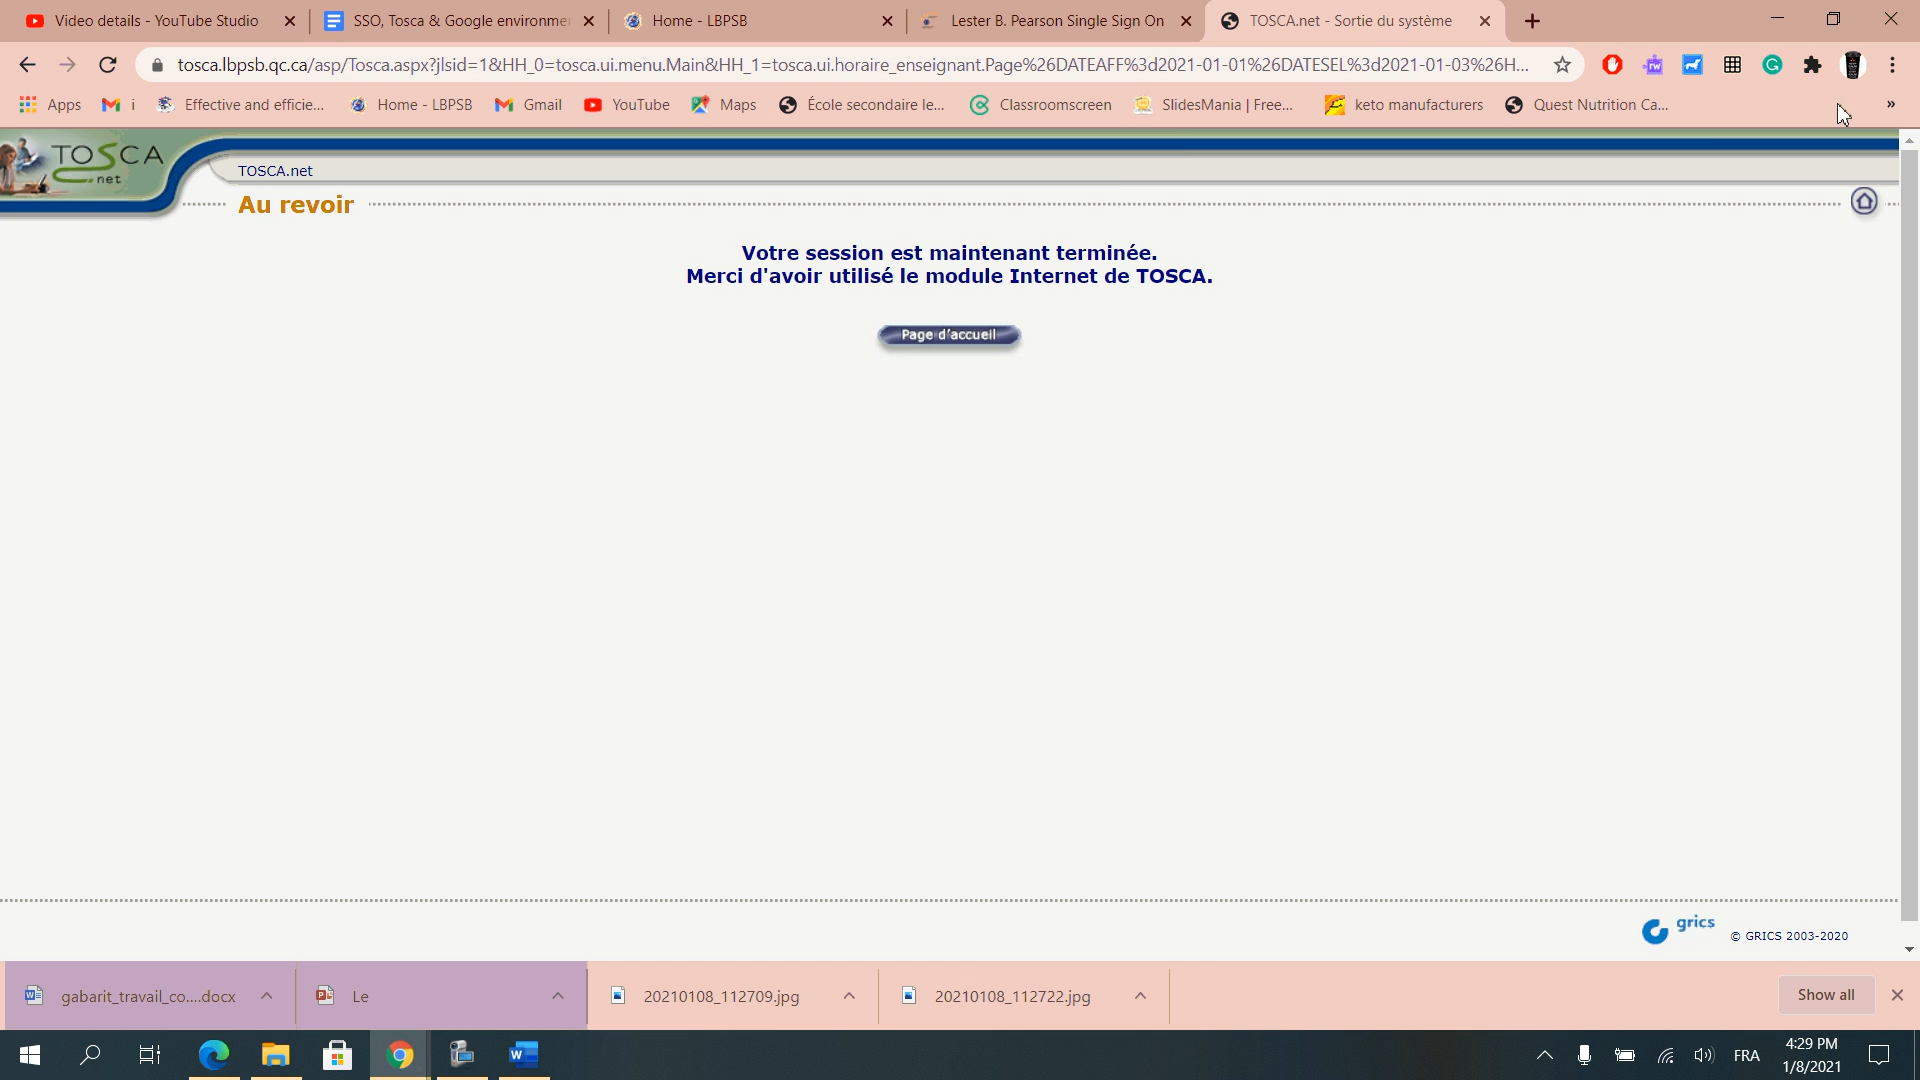 Video details - YouTube Studio
SSO, Tosca & Google environme
Home - LBPSB
Lester B. Pearson Single Sign On
TOSCA.net - Sortie du système
tosca.lbpsb.qc.ca/asp/Tosca.aspx?jlsid=1&HH_0=tosca.ui.menu.Main&HH_1=tosca.ui.horaire_enseignant.Page%26DATEAFF%3d2021-01-01%26DATESEL%3d2021-01-03%26H...
Apps
i
Effective and efficie...
Home - LBPSB
Gmail
YouTube
Maps
École secondaire le...
Classroomscreen
SlidesMania | Free...
keto manufacturers
Quest Nutrition Ca...
»
TOSCA
.net
TOSCA.net
Au revoir
Votre session est maintenant terminée.
Merci d'avoir utilisé le module Internet de TOSCA.
Page d'accueil
grics
© GRICS 2003-2020
gabarit_travail_co....docx
Le
20210108_112709.jpg
20210108_112722.jpg
Show all
FRA
4:29 PM
1/8/2021